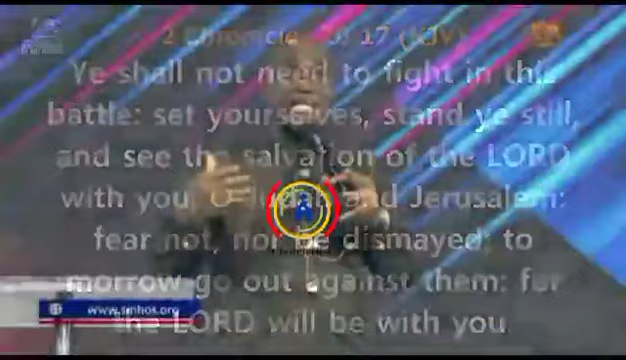 2 Chronicles 17 (KJV)
Ye shall not need to fight in this
battle: set yourselves, stand ye still,
and see the salvation of the LORD
with you, O Judah and Jerusalem:
fear not, nor be dismayed; to
morrow go out against them: for
the LORD will be with you
www.sinhos.org